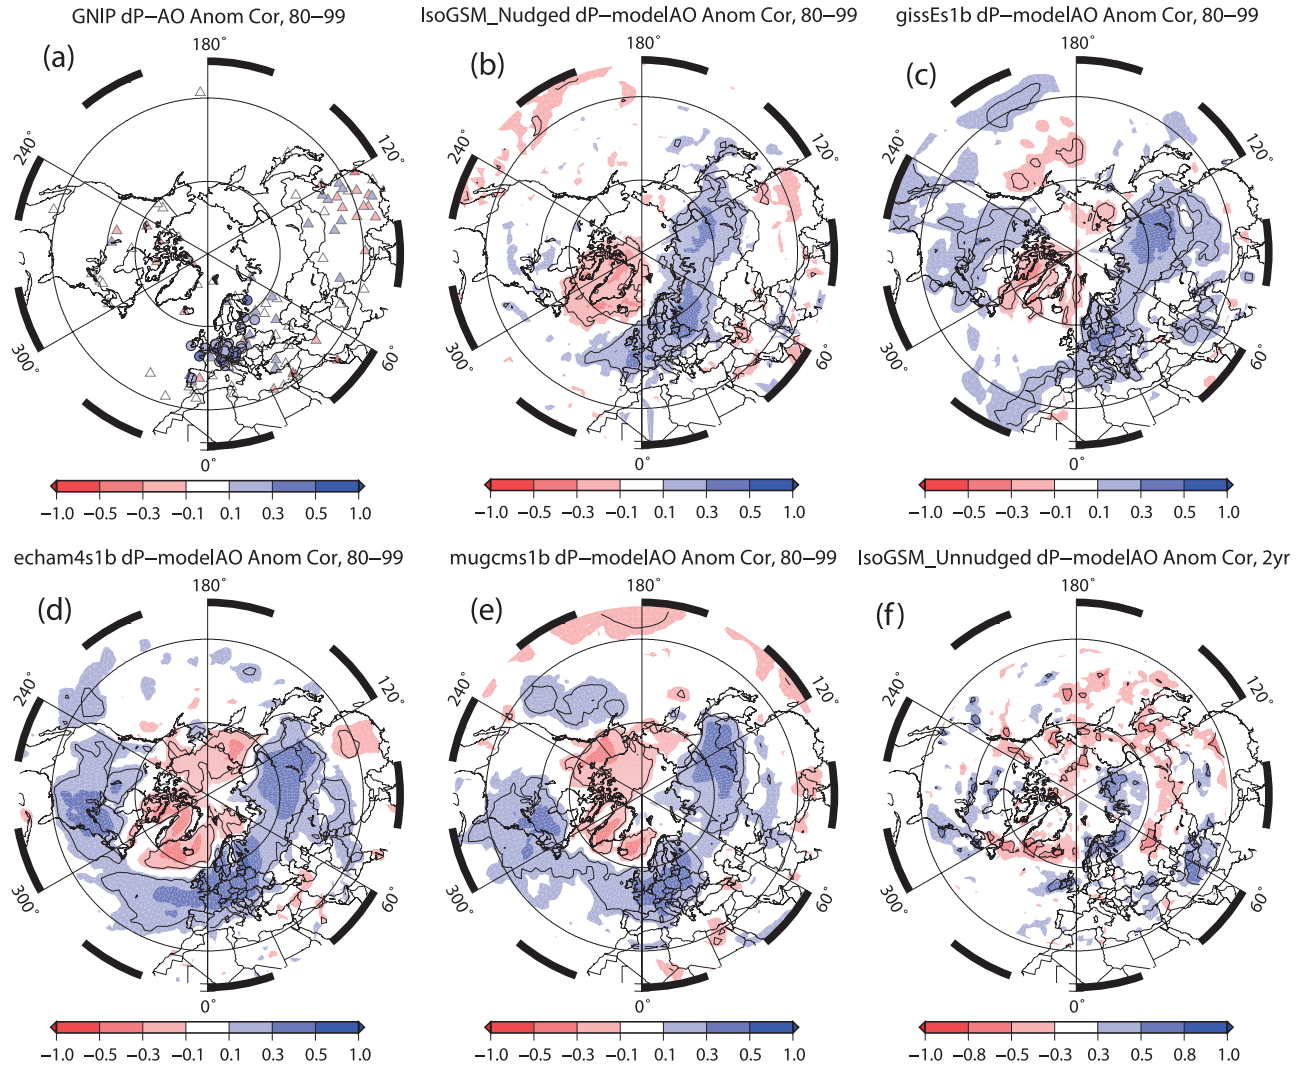 GNIP dP−AO Anom Cor, 80−99
(a)
180°
240°
120°
300°
60°
0°
−1.0 −0.5 −0.3 −0.1 0.1 0.3 0.5 1.0
IsoGSM_Nudged dP−modelAO Anom Cor, 80−99
(b)
180°
240°
120°
300°
60°
0°
−1.0 −0.5 −0.3 −0.1 0.1 0.3 0.5 1.0
gissEs1b dP−modelAO Anom Cor, 80−99
(c)
180°
240°
120°
300°
60°
0°
−1.0 −0.5 −0.3 −0.1 0.1 0.3 0.5 1.0
echam4s1b dP−modelAO Anom Cor, 80−99
(d)
180°
240°
120°
300°
60°
0°
−1.0 −0.5 −0.3 −0.1 0.1 0.3 0.5 1.0
mugcms1b dP−modelAO Anom Cor, 80−99
(e)
180°
240°
120°
300°
60°
0°
−1.0 −0.5 −0.3 −0.1 0.1 0.3 0.5 1.0
IsoGSM_Unnudged dP−modelAO Anom Cor, 2yr
(f)
180°
240°
120°
300°
60°
0°
−1.0 −0.8 −0.5 −0.3 0.3 0.5 0.8 1.0